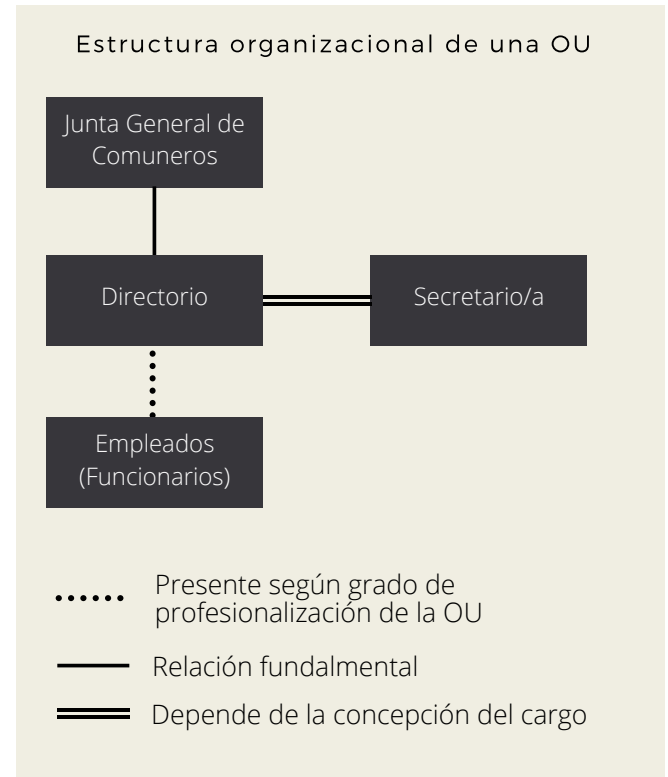 Estructura organizacional de una OU
Junta General de
Comuneros
Directorio
Secretario/a
Empleados
(Funcionarios)
Presente según grado de
profesionalización de la OU
Relación fundalmental
Depende de la concepción del cargo